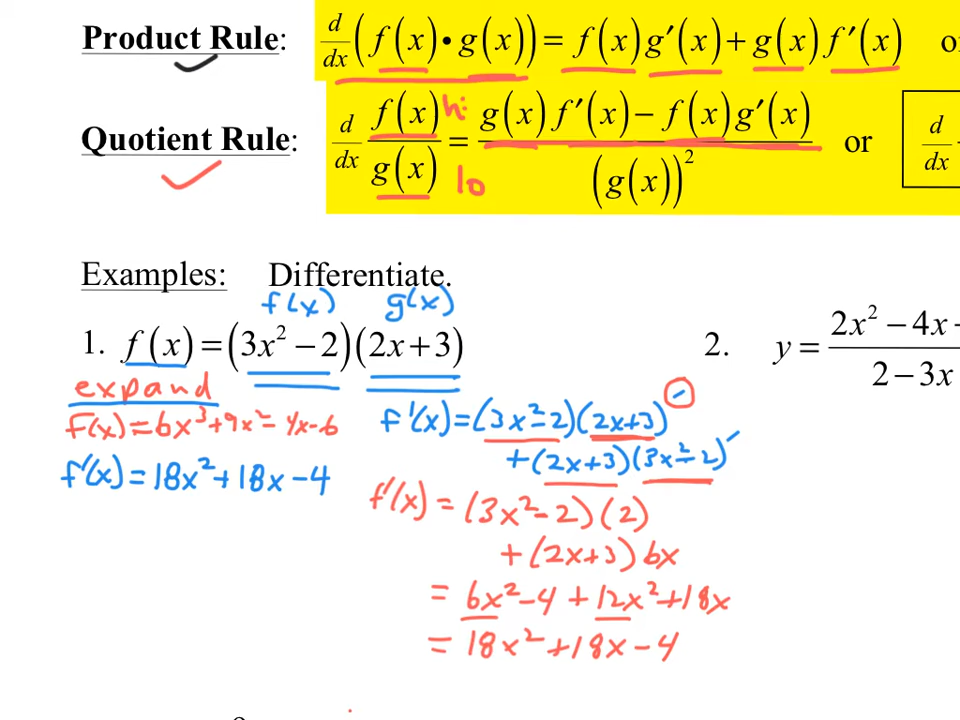 Product Rule: d/dx (f(x)•g(x)) = f(x)g′(x) + g(x)f′(x)
Quotient Rule: d/dx f(x)/g(x) = (g(x)f′(x) − f(x)g′(x))/(g(x))² or d/dx
hi
lo
Examples: Differentiate.
f(x) g(x)
1. f(x) = (3x² − 2)(2x + 3)
2. y = (2x² − 4x)/(2 − 3x)
expand
f(x) = 6x³ + 9x² − 4x − 6
f'(x) = 18x² + 18x − 4
f'(x) = (3x² − 2)(2x+3)′
+ (2x+3)(3x² − 2)′
f'(x) = (3x² − 2)(2)
+ (2x+3) 6x
= 6x² − 4 + 12x² + 18x
= 18x² + 18x − 4